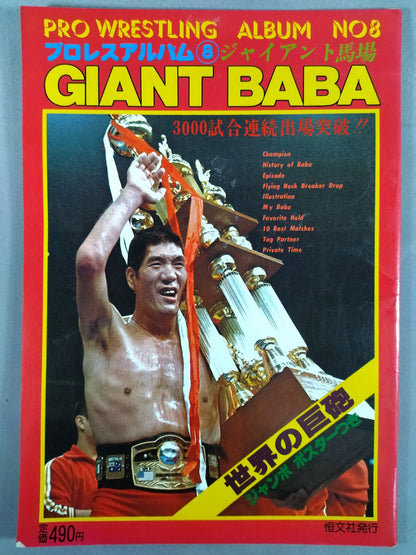 PRO WRESTLING ALBUM NO8
プロレスアルバム⑧ジャイアント馬場
GIANT BABA
3000試合連続出場突破!!
Champion
History of Baba
Episode
Flying Neck Breaker Drop
Illustration
My Baba
Favorite Hold
10 Best Matches
Tag Partner
Private Time
世界の巨砲
ジャンボ ポスターつき
定価490円
恒文社発行